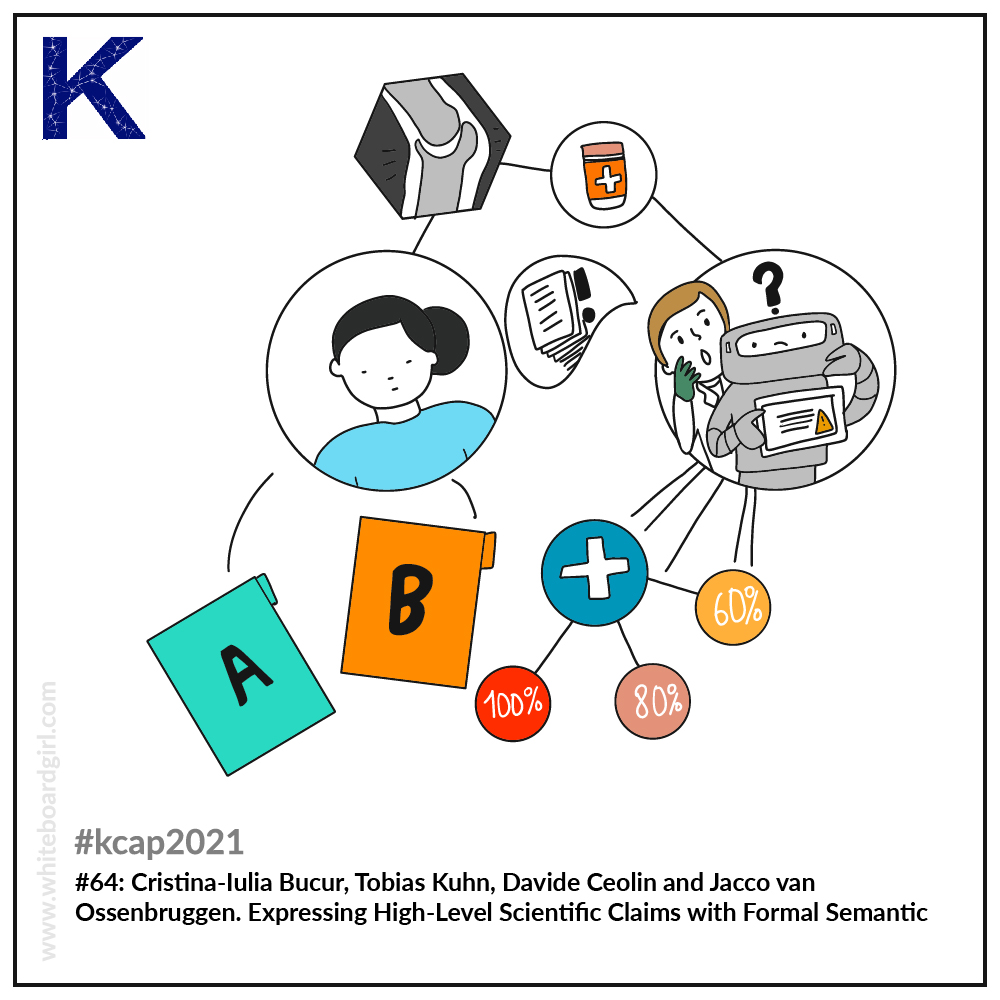 K
?
A
B
60%
100%
80%
www.whiteboardgirl.com
#kcap2021
#64: Cristina-Iulia Bucur, Tobias Kuhn, Davide Ceolin and Jacco van
Ossenbruggen. Expressing High-Level Scientific Claims with Formal Semantic